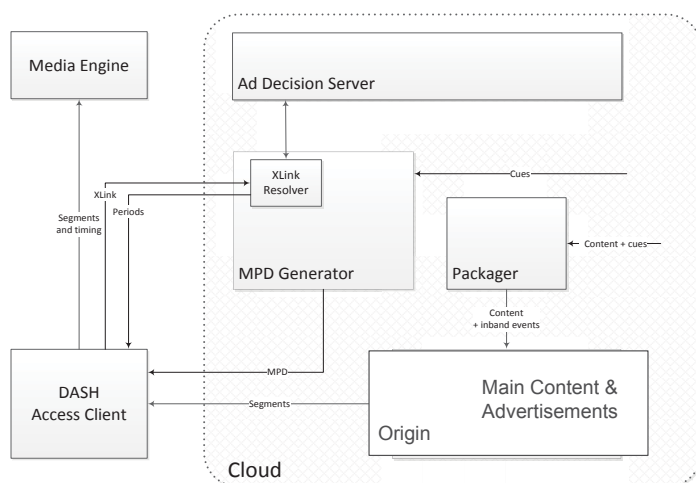 Media Engine
Ad Decision Server
XLink
Resolver
XLink
Cues
Periods
Segments
and timing
Content + cues
MPD Generator
Packager
Content
+ inband events
DASH
Access Client
MPD
Main Content &
Advertisements
Segments
Origin
Cloud